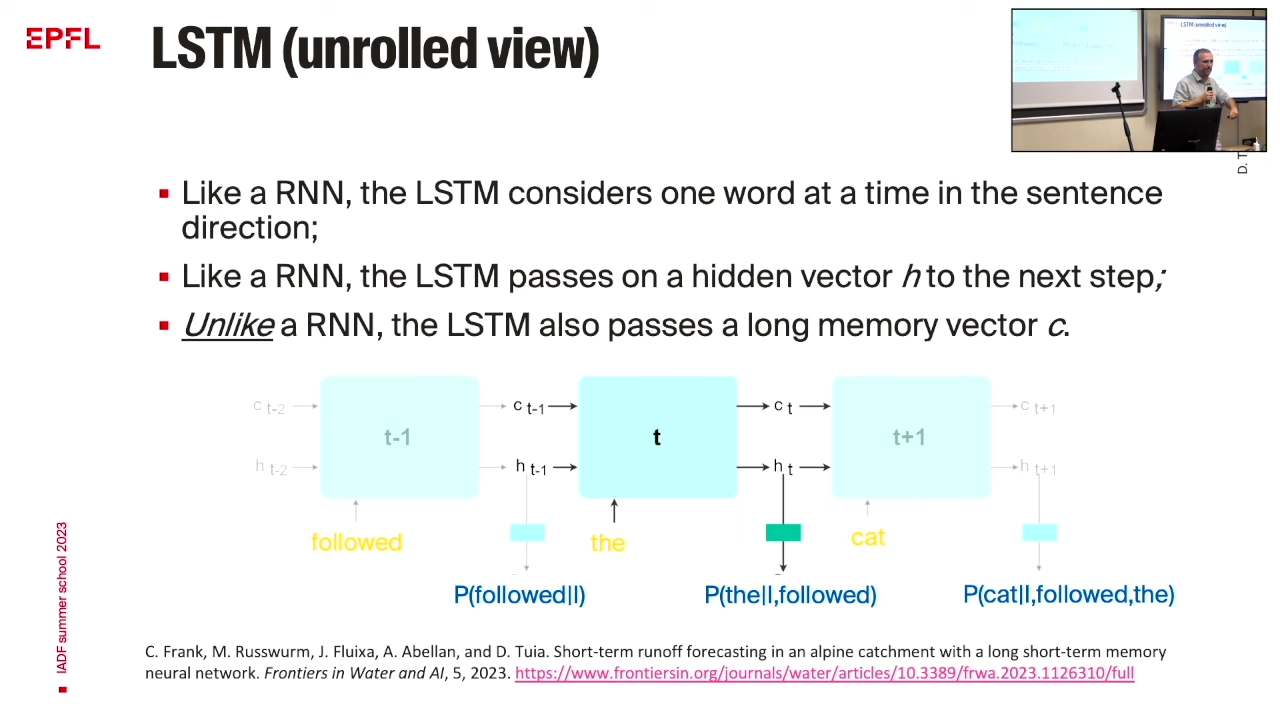 EPFL
LSTM (unrolled view)
LSTM (unrolled view)
D. T
Like a RNN, the LSTM considers one word at a time in the sentence
direction;
Like a RNN, the LSTM passes on a hidden vector h to the next step;
Unlike a RNN, the LSTM also passes a long memory vector c.
c t-2
c t-1
c t
c t+1
t-1
t
t+1
h t-2
h t-1
h t
h t+1
followed
the
cat
P(followed|I)
P(the|I,followed)
P(cat|I,followed,the)
IADF summer school 2023
C. Frank, M. Russwurm, J. Fluixa, A. Abellan, and D. Tuia. Short-term runoff forecasting in an alpine catchment with a long short-term memory
neural network. Frontiers in Water and AI, 5, 2023. https://www.frontiersin.org/journals/water/articles/10.3389/frwa.2023.1126310/full